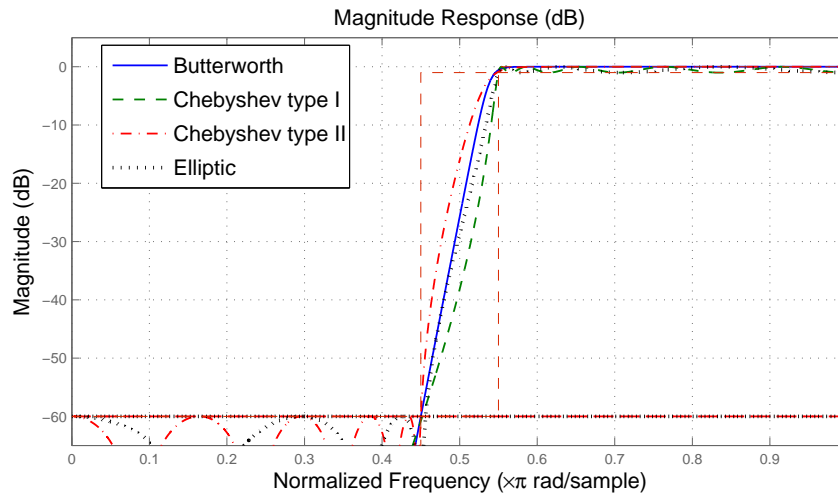 Magnitude Response (dB)
Butterworth
Chebyshev type I
Chebyshev type II
Elliptic
Magnitude (dB)
0
−10
−20
−30
−40
−50
−60
0
0.1
0.2
0.3
0.4
0.5
0.6
0.7
0.8
0.9
Normalized Frequency (×π rad/sample)